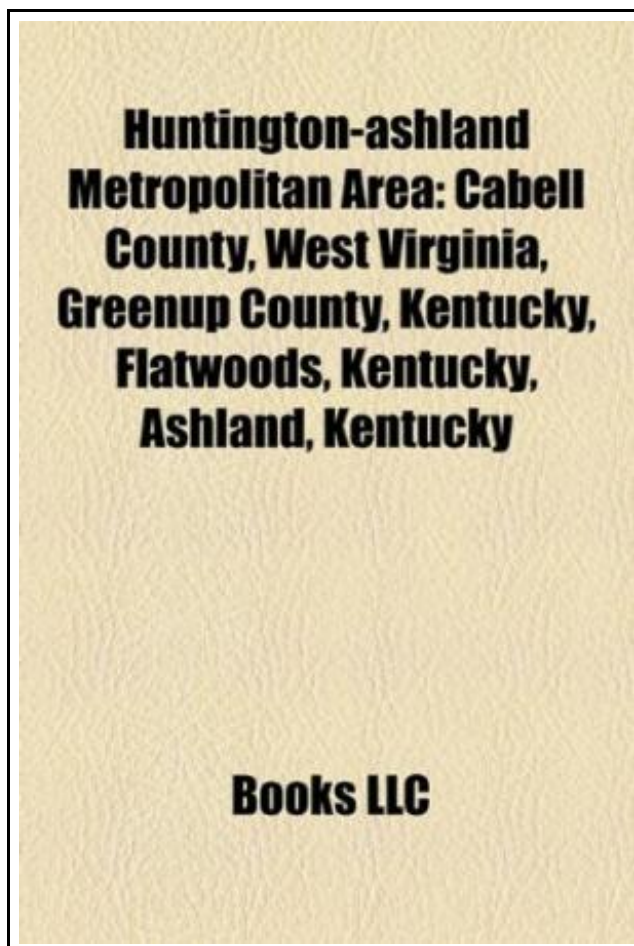 Huntington-ashland
Metropolitan Area: Cabell
County, West Virginia,
Greenup County, Kentucky,
Flatwoods, Kentucky,
Ashland, Kentucky
Books LLC